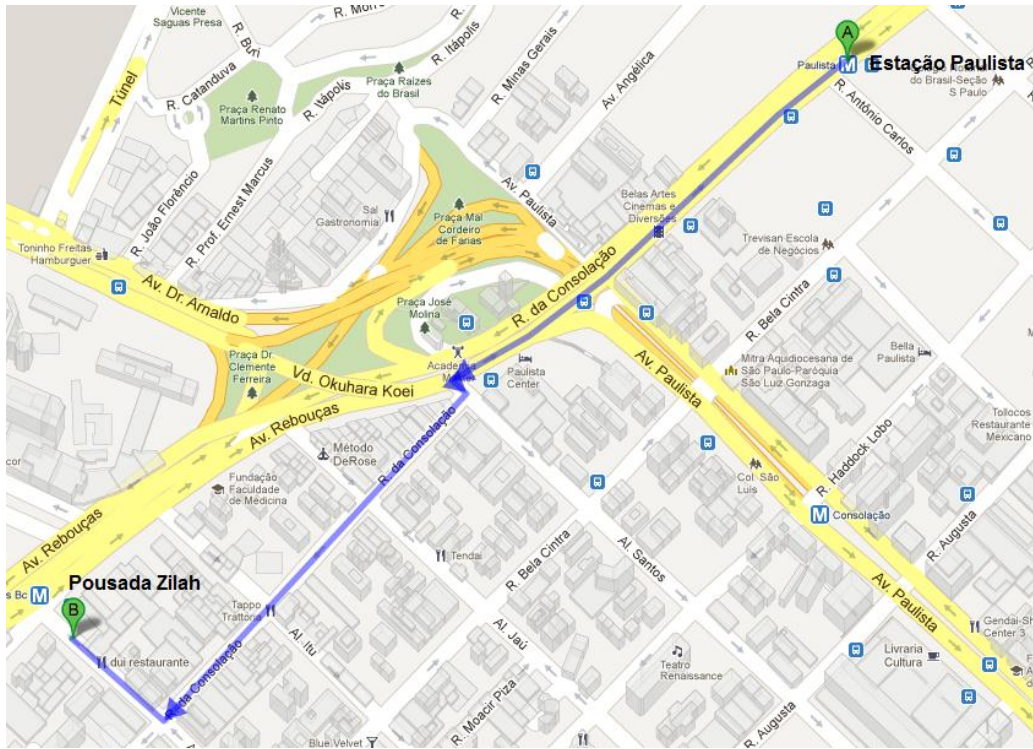 Vicente
Saguas Presa
R. Buri
R. Itápolis
R. Minas Gerais
Av. Angélica
A
Paulista
M
Estação Paulista
do Brasil-Seção
S Paulo
R. Antônio Carlos
Túnel
R. Catanduva
Praça Renato
Martins Pinto
R. Itápolis
Praça Raízes
do Brasil
R. João Florêncio
R. Prof. Ernest Marcus
Sal
Gastronomia
Praça Mal
Cordeiro
de Farias
Av. Paulista
Belas Artes
Cinemas e
Diversões
Trevisan Escola
de Negócios
Toninho Freitas
Hamburguer
Av. Dr. Arnaldo
Praça José
Molina
R. da Consolação
R. Bela Cintra
Praça Dr
Clemente
Ferreira
Vd. Okuhara Koei
Paulista
Center
Av. Paulista
Mitra Aquidiocesana de
São Paulo-Paróquia
São Luz Gonzaga
Bella
Paulista
Av. Rebouças
R. da Consolação
Tollocos
Restaurante
Mexicano
R. Haddock Lobo
Método
DeRose
Fundação
Faculdade
de Medicina
Col. São
Luís
M
Consolação
Av. Rebouças
Tendai
R. Bela Cintra
Al. Santos
R. Augusta
Av. Paulista
s Bc
M
Pousada Zilah
B
Tappo
Trattoria
Al. Itu
Al. Jaú
dui restaurante
R. da Consolação
R. Moacir Piza
Teatro
Renaissance
Livraria
Cultura
Gendai-Sh
Center 3
R. Augusta
Blue Velvet